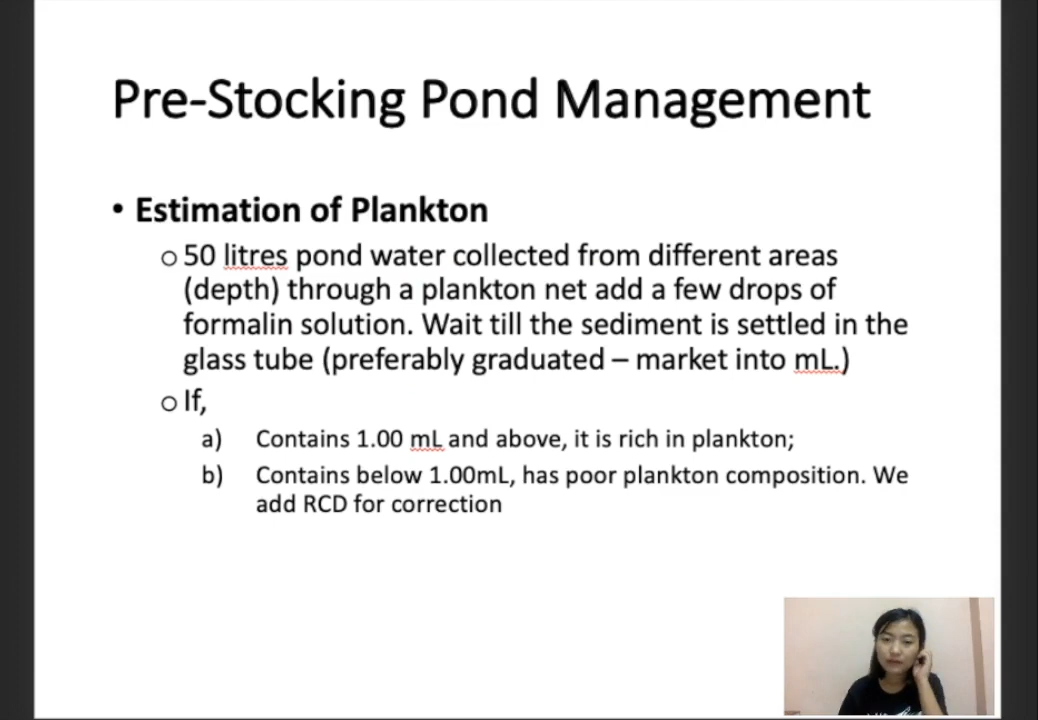 Pre-Stocking Pond Management
• Estimation of Plankton
o 50 litres pond water collected from different areas
(depth) through a plankton net add a few drops of
formalin solution. Wait till the sediment is settled in the
glass tube (preferably graduated – market into mL.)
o If,
a) Contains 1.00 mL and above, it is rich in plankton;
b) Contains below 1.00mL, has poor plankton composition. We
add RCD for correction